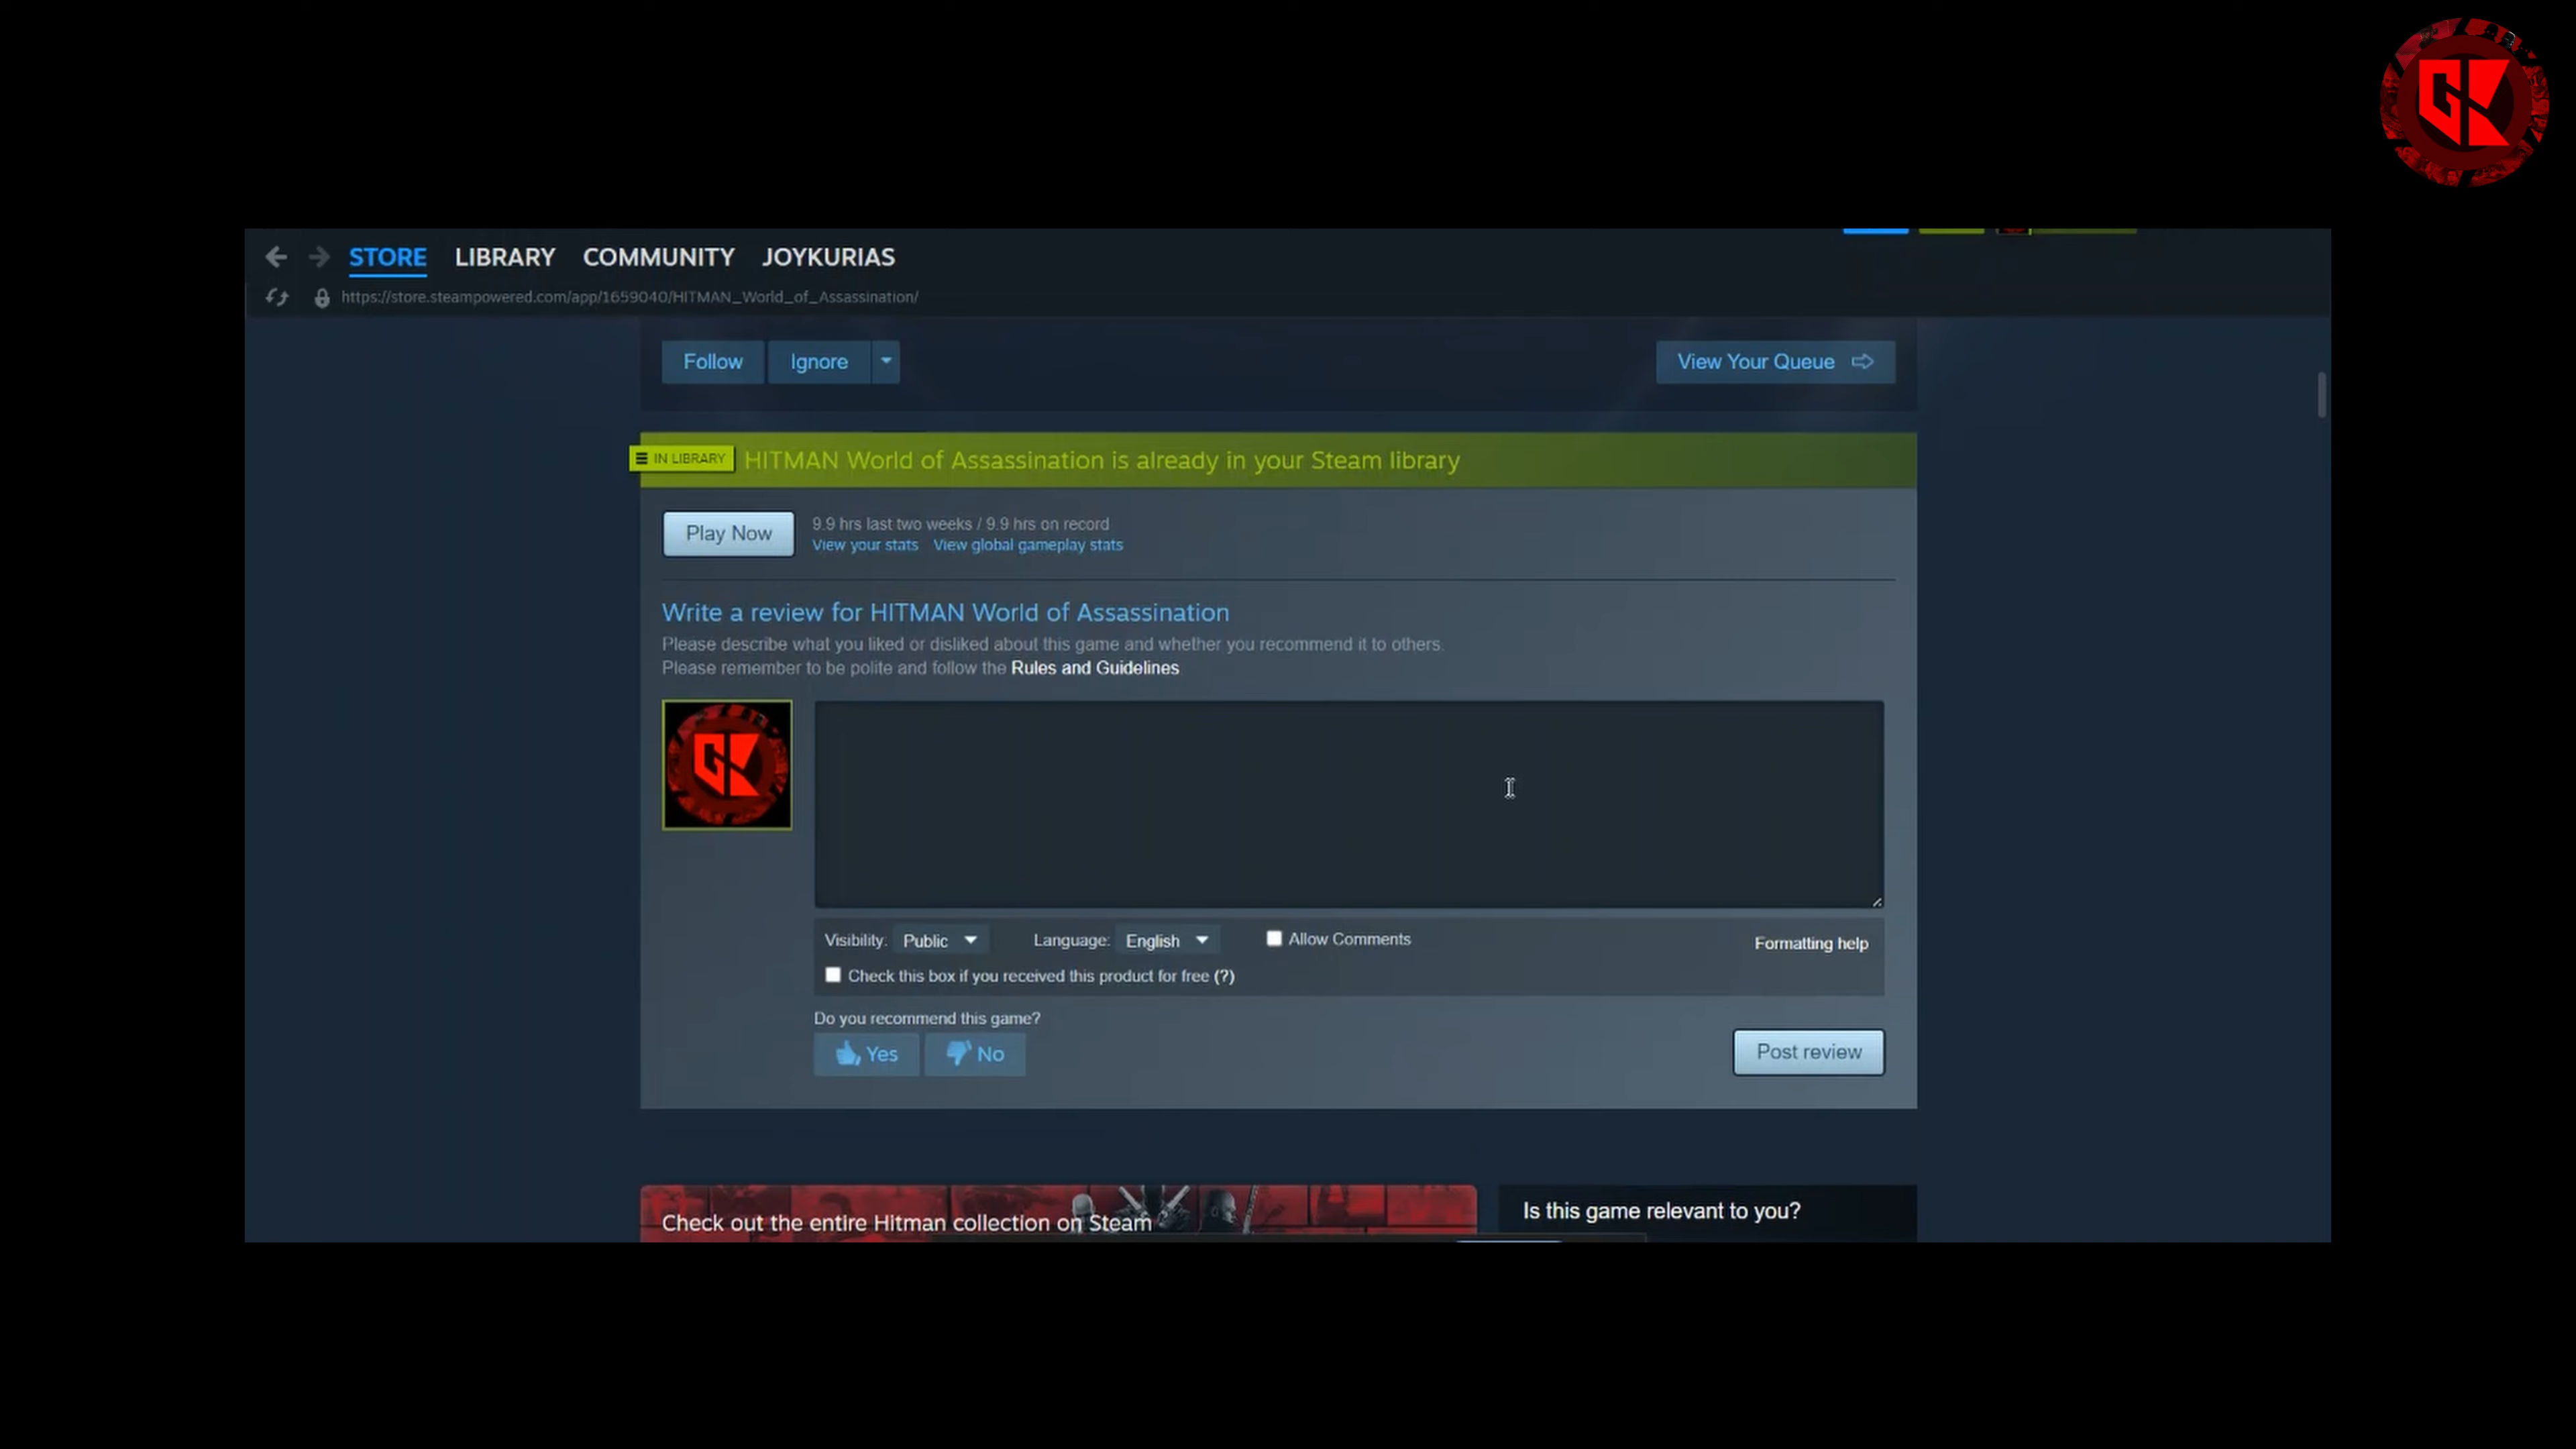 GK
STORE LIBRARY COMMUNITY JOYKURIAS
https://store.steampowered.com/app/1659040/HITMAN_World_of_Assassination/
Follow Ignore View Your Queue
IN LIBRARY HITMAN World of Assassination is already in your Steam library
Play Now
9.9 hrs last two weeks / 9.9 hrs on record
View your stats View global gameplay stats
Write a review for HITMAN World of Assassination
Please describe what you liked or disliked about this game and whether you recommend it to others.
Please remember to be polite and follow the Rules and Guidelines
GK
Visibility: Public Language: English Allow Comments Formatting help
Check this box if you received this product for free (?)
Do you recommend this game?
Yes No Post review
Check out the entire Hitman collection on Steam
Is this game relevant to you?